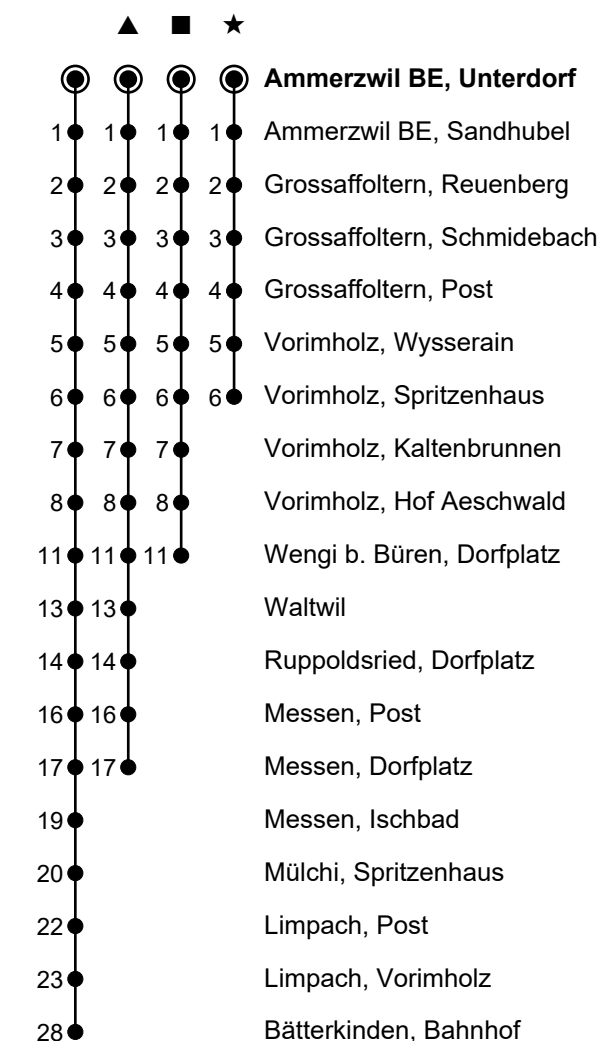 ▲ ■ ★
Ammerzwil BE, Unterdorf
1 1 1 1 Ammerzwil BE, Sandhubel
2 2 2 2 Grossaffoltern, Reuenberg
3 3 3 3 Grossaffoltern, Schmidebach
4 4 4 4 Grossaffoltern, Post
5 5 5 5 Vorimholz, Wysserain
6 6 6 6 Vorimholz, Spritzenhaus
7 7 7 Vorimholz, Kaltenbrunnen
8 8 8 Vorimholz, Hof Aeschwald
11 11 11 Wengi b. Büren, Dorfplatz
13 13 Waltwil
14 14 Ruppoldsried, Dorfplatz
16 16 Messen, Post
17 17 Messen, Dorfplatz
19 Messen, Ischbad
20 Mülchi, Spritzenhaus
22 Limpach, Post
23 Limpach, Vorimholz
28 Bätterkinden, Bahnhof